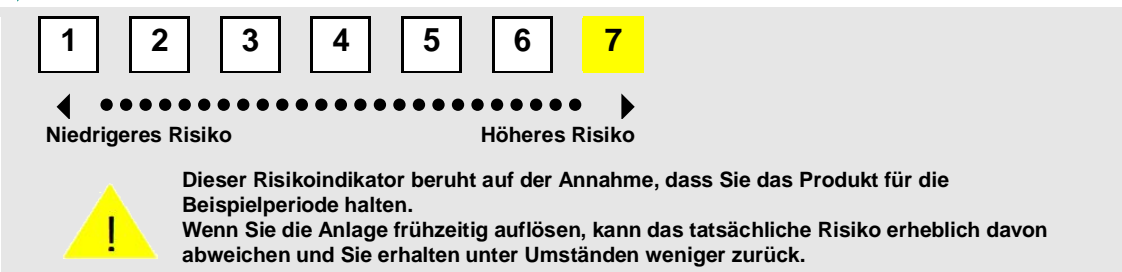 1 2 3 4 5 6 7
Niedrigeres Risiko Höheres Risiko
Dieser Risikoindikator beruht auf der Annahme, dass Sie das Produkt für die
Beispielperiode halten.
Wenn Sie die Anlage frühzeitig auflösen, kann das tatsächliche Risiko erheblich davon
abweichen und Sie erhalten unter Umständen weniger zurück.
!